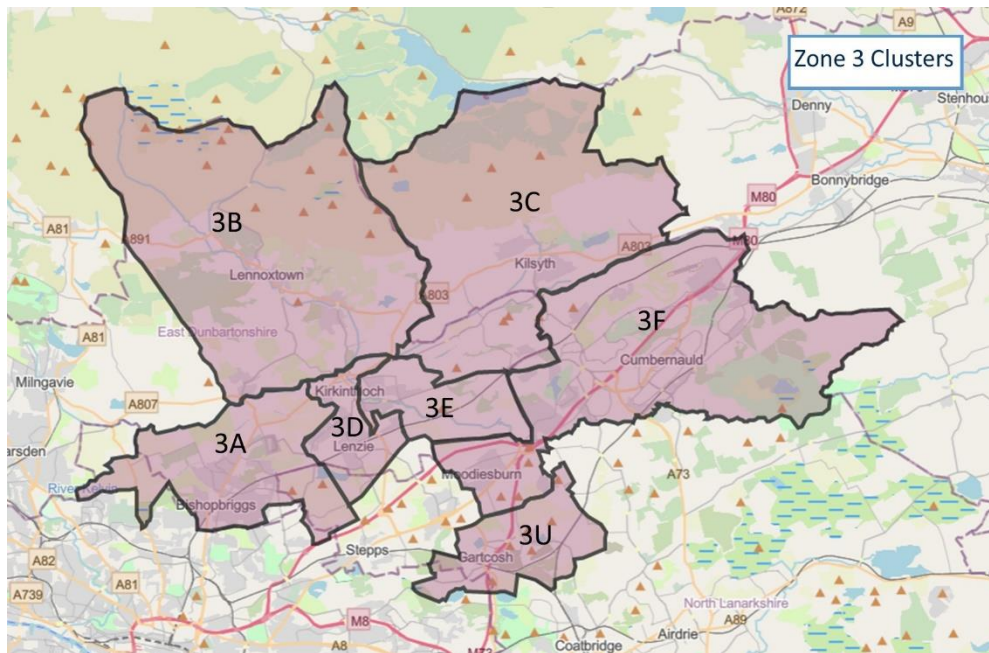 A872
A9
Zone 3 Clusters
Denny
Stenhous
Bonnybridge
M80
A81
A891
3B
3C
A803
M80
Kilsyth
Lennoxtown
A803
3F
East Dunbartonshire
A81
Cumbernauld
Milngavie
Kirkintilloch
A807
3E
3A
3D
Lenzie
arsden
Moodiesburn
A73
River Kelvin
Bishopbriggs
3U
Stepps
Gartcosh
A82
A81
A739
North Lanarkshire
M8
A89
Airdrie
A8
Coatbridge
M73